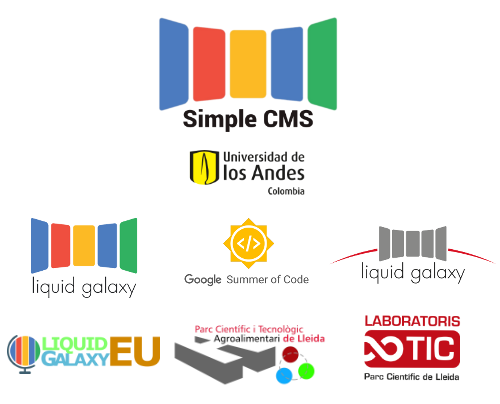 Simple CMS
Universidad de
los Andes
Colombia
liquid galaxy
Google Summer of Code
liquid galaxy
LIQUID
GALAXY EU
Parc Científic i Tecnològic
Agroalimentari de Lleida
LABORATORIS
TIC
Parc Científic de Lleida